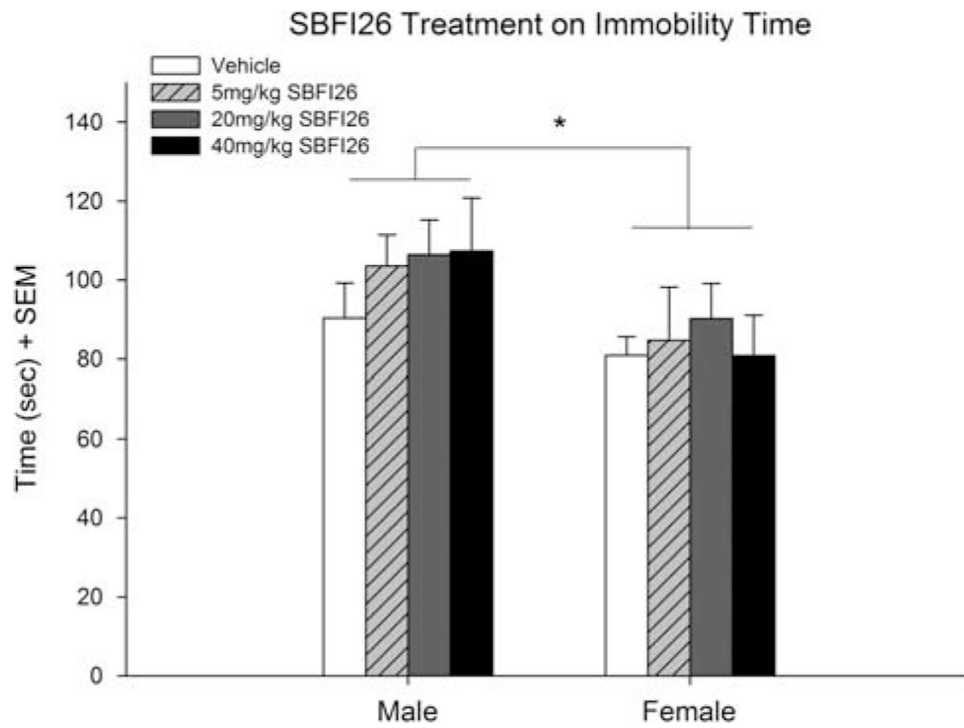 SBFI26 Treatment on Immobility Time
Vehicle
5mg/kg SBFI26
20mg/kg SBFI26
40mg/kg SBFI26
*
Time (sec) + SEM
140
120
100
80
60
40
20
0
Male
Female